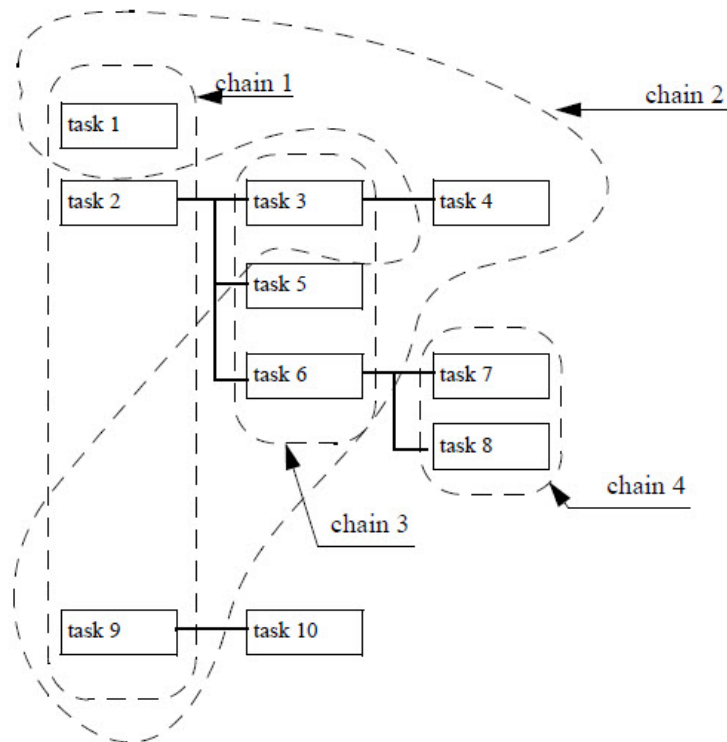 chain 1
chain 2
task 1
task 2
task 3
task 4
task 5
task 6
task 7
task 8
chain 4
chain 3
task 9
task 10